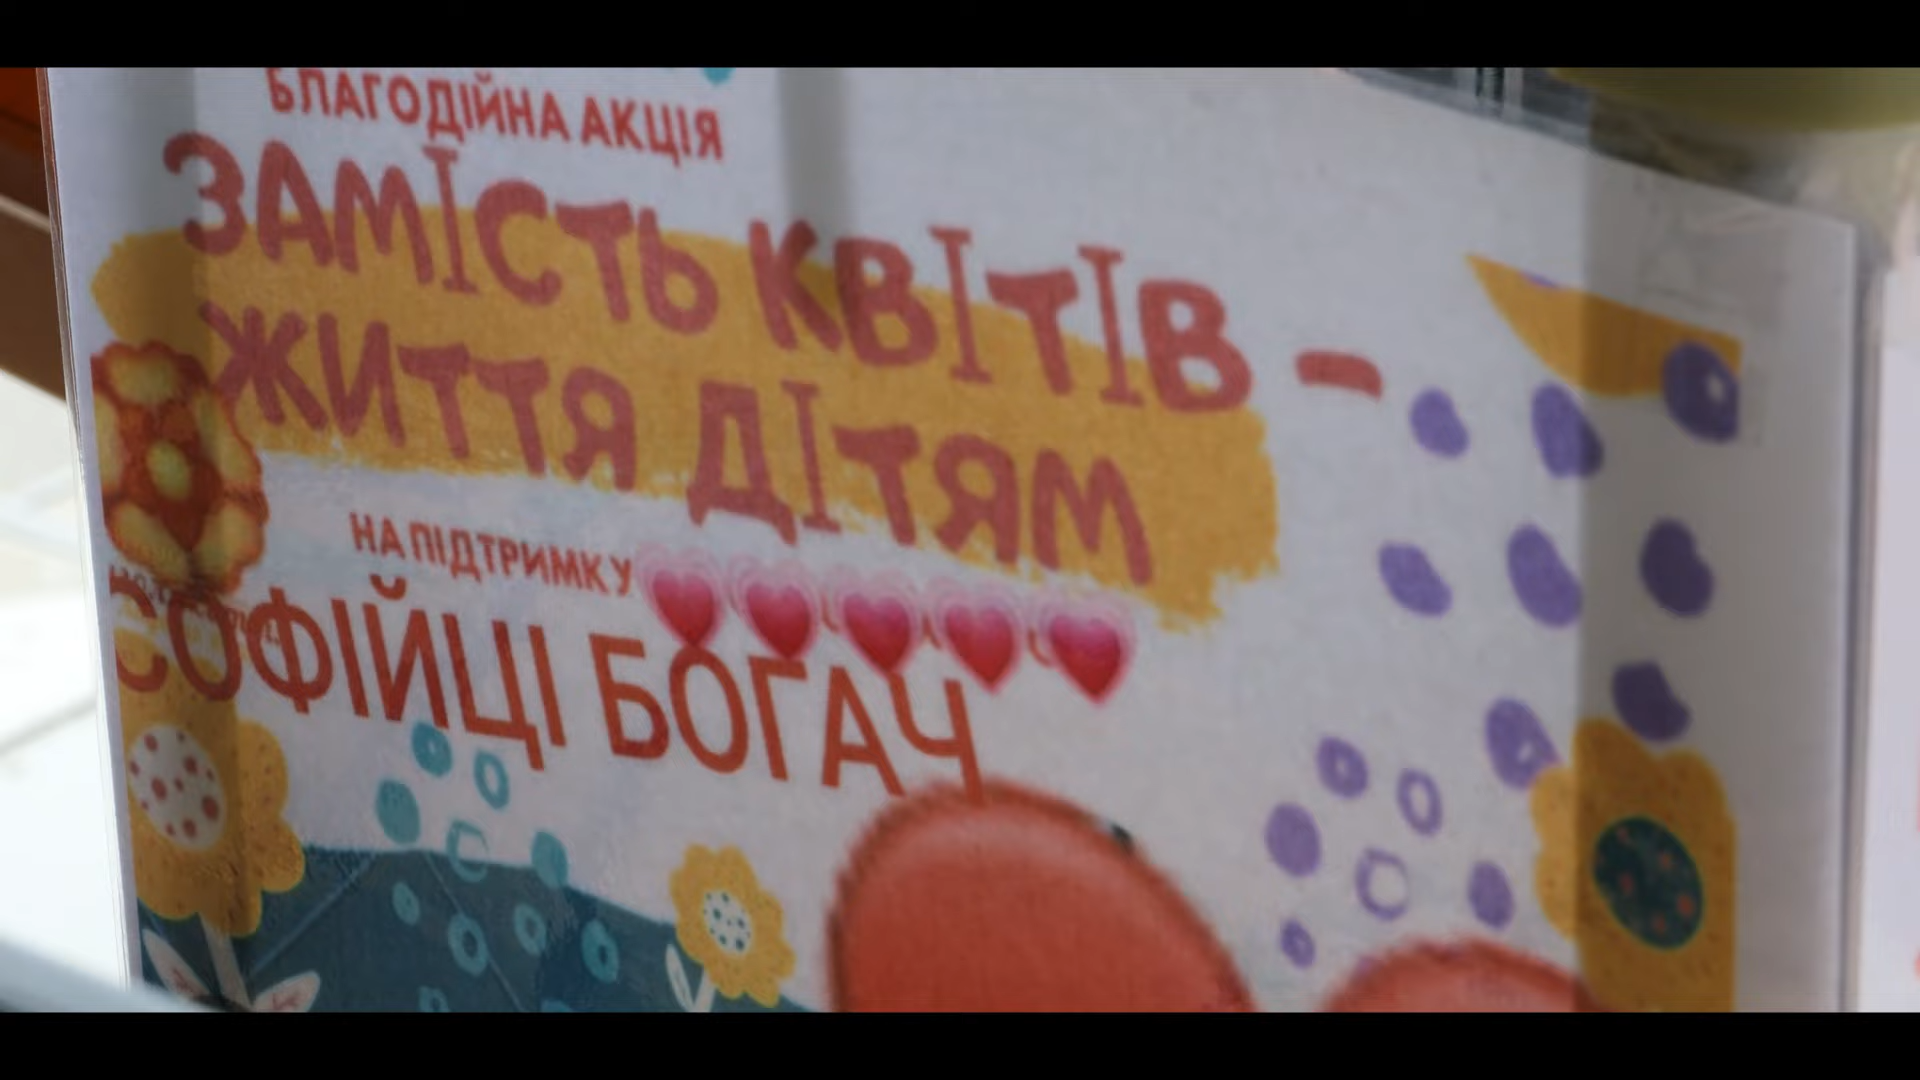 БЛАГОДІЙНА АКЦІЯ
ЗАМІСТЬ КВІТІВ –
ЖИТТЯ ДІТЯМ
НА ПІДТРИМКУ
СОФІЙЦІ БОГАЧ